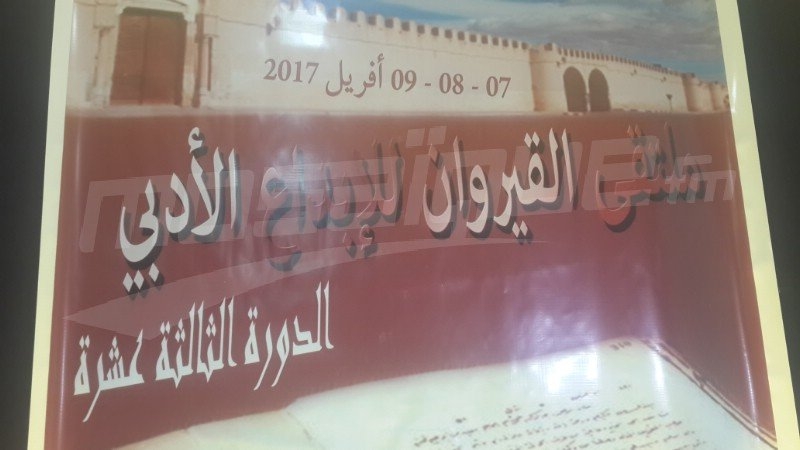 07 - 08 - 09 أفريل 2017
ملتقى القيروان للإبداع الأدبي
الدورة الثالثة عشرة